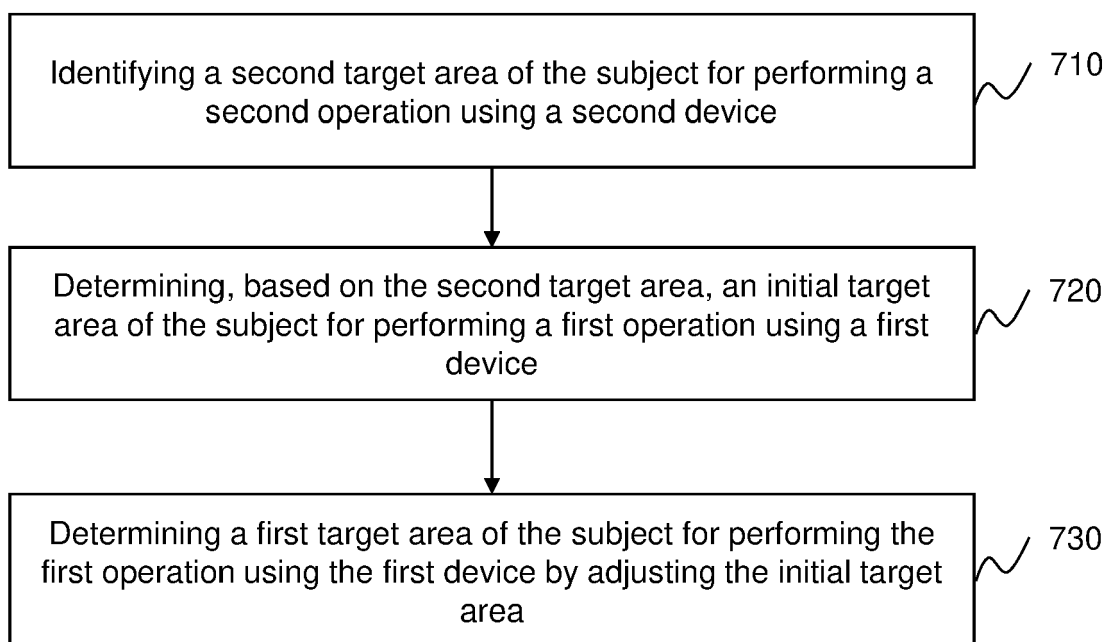 Identifying a second target area of the subject for performing a
second operation using a second device
710
Determining, based on the second target area, an initial target
area of the subject for performing a first operation using a first
device
720
Determining a first target area of the subject for performing the
first operation using the first device by adjusting the initial target
area
730